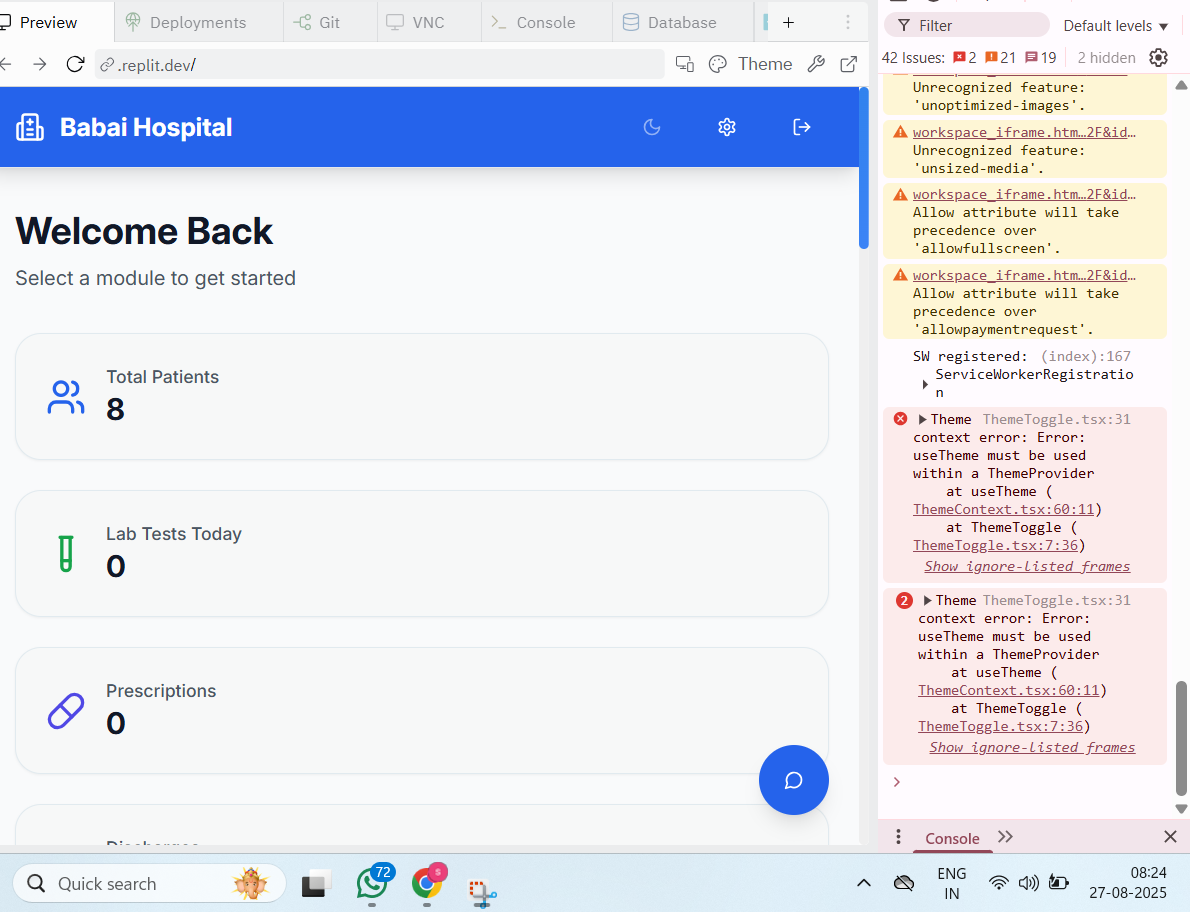 Preview
Deployments
Git
VNC
Console
Database
.replit.dev/
Theme
Babai Hospital
Welcome Back
Select a module to get started
Total Patients
8
Lab Tests Today
0
Prescriptions
0
Filter
Default levels
42 Issues: 2 21 19 2 hidden
Unrecognized feature:
'unoptimized-images'.
workspace_iframe.htm…2F&id…
Unrecognized feature:
'unsized-media'.
workspace_iframe.htm…2F&id…
Allow attribute will take
precedence over
'allowfullscreen'.
workspace_iframe.htm…2F&id…
Allow attribute will take
precedence over
'allowpaymentrequest'.
SW registered: (index):167
ServiceWorkerRegistratio
n
Theme ThemeToggle.tsx:31
context error: Error:
useTheme must be used
within a ThemeProvider
at useTheme (
ThemeContext.tsx:60:11)
at ThemeToggle (
ThemeToggle.tsx:7:36)
Show ignore-listed frames
2 Theme ThemeToggle.tsx:31
context error: Error:
useTheme must be used
within a ThemeProvider
at useTheme (
ThemeContext.tsx:60:11)
at ThemeToggle (
ThemeToggle.tsx:7:36)
Show ignore-listed frames
Console
Quick search
72
s
ENG
IN
08:24
27-08-2025